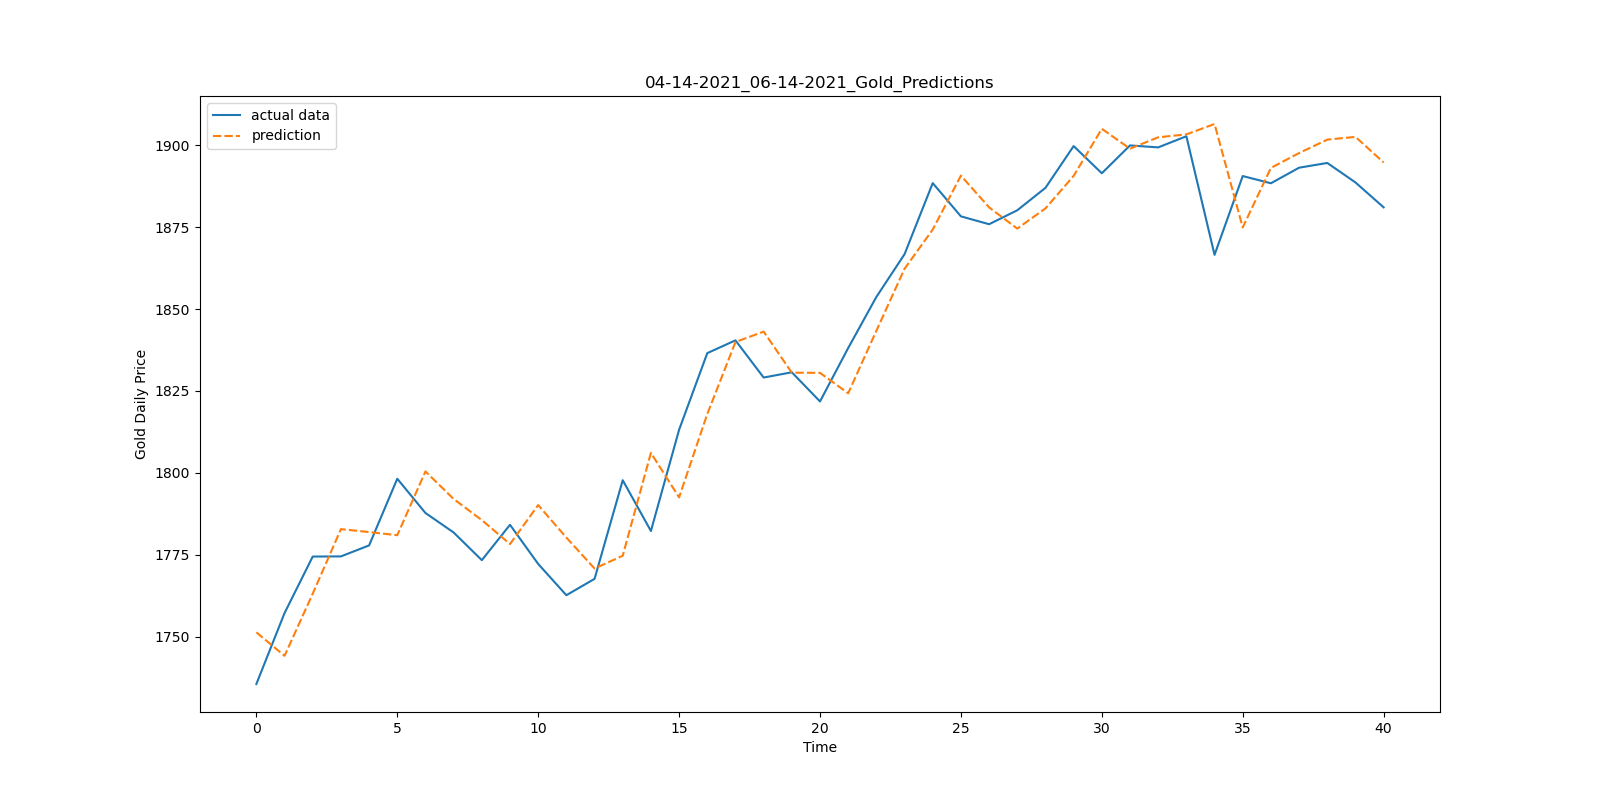 04-14-2021_06-14-2021_Gold_Predictions
actual data
prediction
1900
1875
1850
1825
1800
1775
1750
Gold Daily Price
0 5 10 15 20 25 30 35 40
Time